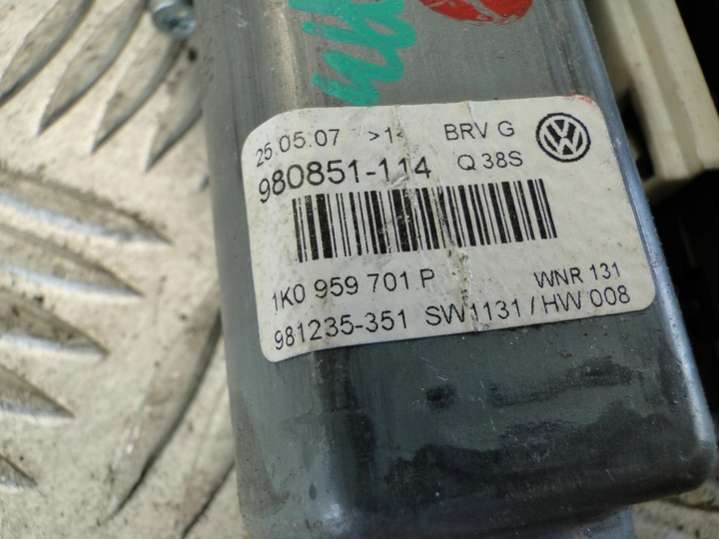 25.05.07 >1< BRV G
980851-114 Q 38S
1K0 959 701 P WNR 131
981235-351 SW1131 / HW 008